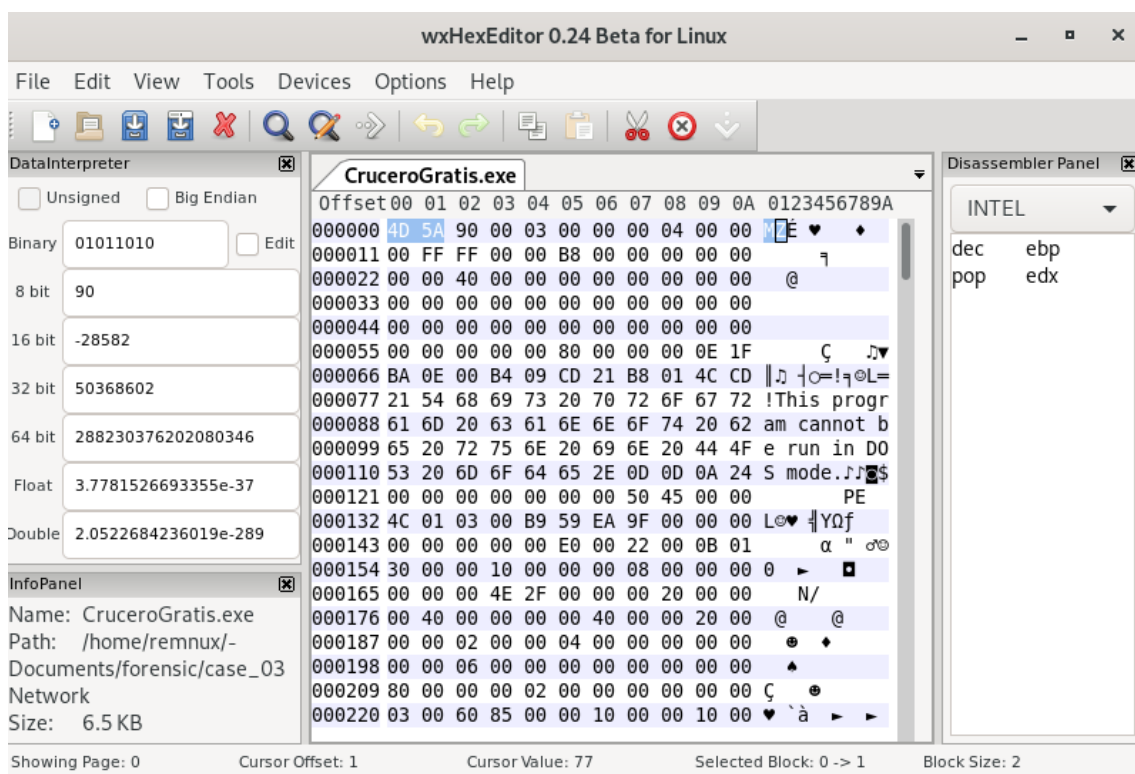 wxHexEditor 0.24 Beta for Linux
File Edit View Tools Devices Options Help
DataInterpreter
Unsigned Big Endian
Binary 01011010 Edit
8 bit 90
16 bit -28582
32 bit 50368602
64 bit 288230376202080346
Float 3.7781526693355e-37
Double 2.0522684236019e-289
InfoPanel
Name: CruceroGratis.exe
Path: /home/remnux/-
Documents/forensic/case_03
Network
Size: 6.5 KB
CruceroGratis.exe
Offset 00 01 02 03 04 05 06 07 08 09 0A 0123456789A
000000 4D 5A 90 00 03 00 00 00 04 00 00 MZÉ ♥ ♦
000011 00 FF FF 00 00 B8 00 00 00 00 00 ╕
000022 00 00 40 00 00 00 00 00 00 00 00 @
000033 00 00 00 00 00 00 00 00 00 00 00
000044 00 00 00 00 00 00 00 00 00 00 00
000055 00 00 00 00 00 80 00 00 00 0E 1F Ç ♫▼
000066 BA 0E 00 B4 09 CD 21 B8 01 4C CD ║♫ ┤○═!╕☺L═
000077 21 54 68 69 73 20 70 72 6F 67 72 !This progr
000088 61 6D 20 63 61 6E 6E 6F 74 20 62 am cannot b
000099 65 20 72 75 6E 20 69 6E 20 44 4F e run in DO
000110 53 20 6D 6F 64 65 2E 0D 0D 0A 24 S mode.♪♪◙$
000121 00 00 00 00 00 00 00 50 45 00 00 PE
000132 4C 01 03 00 B9 59 EA 9F 00 00 00 L☺♥ ╣YΩƒ
000143 00 00 00 00 00 E0 00 22 00 0B 01 α " ♂☺
000154 30 00 00 10 00 00 00 08 00 00 00 0 ► ◘
000165 00 00 00 4E 2F 00 00 00 20 00 00 N/
000176 00 40 00 00 00 00 40 00 00 20 00 @ @
000187 00 00 02 00 00 04 00 00 00 00 00 ☻ ♦
000198 00 00 06 00 00 00 00 00 00 00 00 ♠
000209 80 00 00 00 02 00 00 00 00 00 00 Ç ☻
000220 03 00 60 85 00 00 10 00 00 10 00 ♥ `à ► ►
Disassembler Panel
INTEL
dec ebp
pop edx
Showing Page: 0 Cursor Offset: 1 Cursor Value: 77 Selected Block: 0 -> 1 Block Size: 2